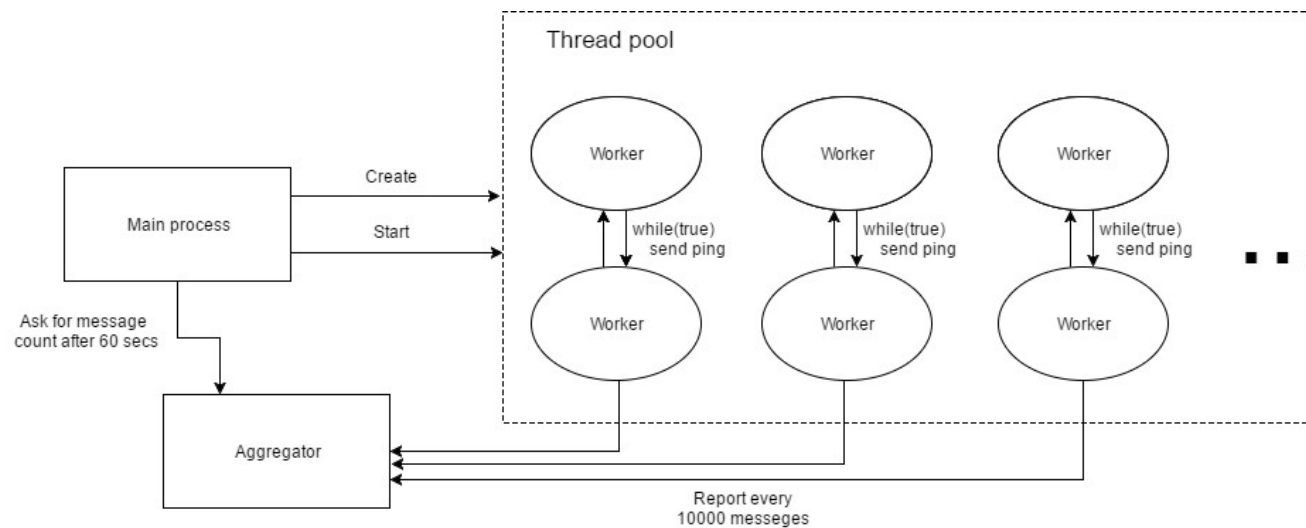 Thread pool
Worker
Worker
Worker
Create
Main process
Start
while(true)
send ping
while(true)
send ping
while(true)
send ping
Ask for message
count after 60 secs
Worker
Worker
Worker
Aggregator
Report every
10000 messeges